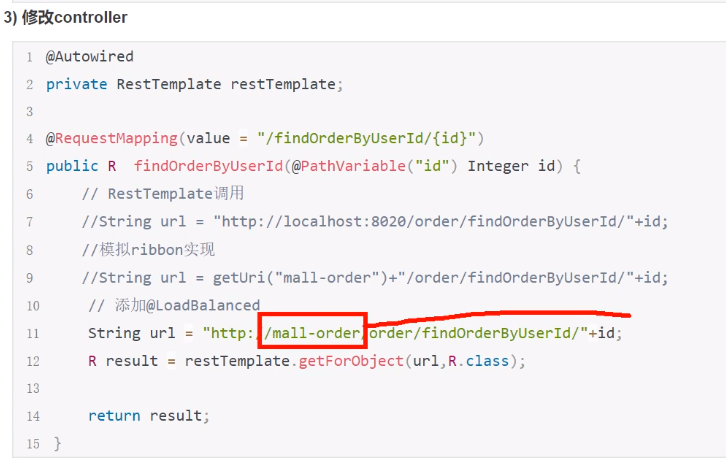 3) 修改controller
1 @Autowired
2 private RestTemplate restTemplate;
3
4 @RequestMapping(value = "/findOrderByUserId/{id}")
5 public R  findOrderByUserId(@PathVariable("id") Integer id) {
6 // RestTemplate调用
7 //String url = "http://localhost:8020/order/findOrderByUserId/"+id;
8 //模拟ribbon实现
9 //String url = getUri("mall-order")+"/order/findOrderByUserId/"+id;
10 // 添加@LoadBalanced
11 String url = "http://mall-order/order/findOrderByUserId/"+id;
12 R result = restTemplate.getForObject(url,R.class);
13
14 return result;
15 }